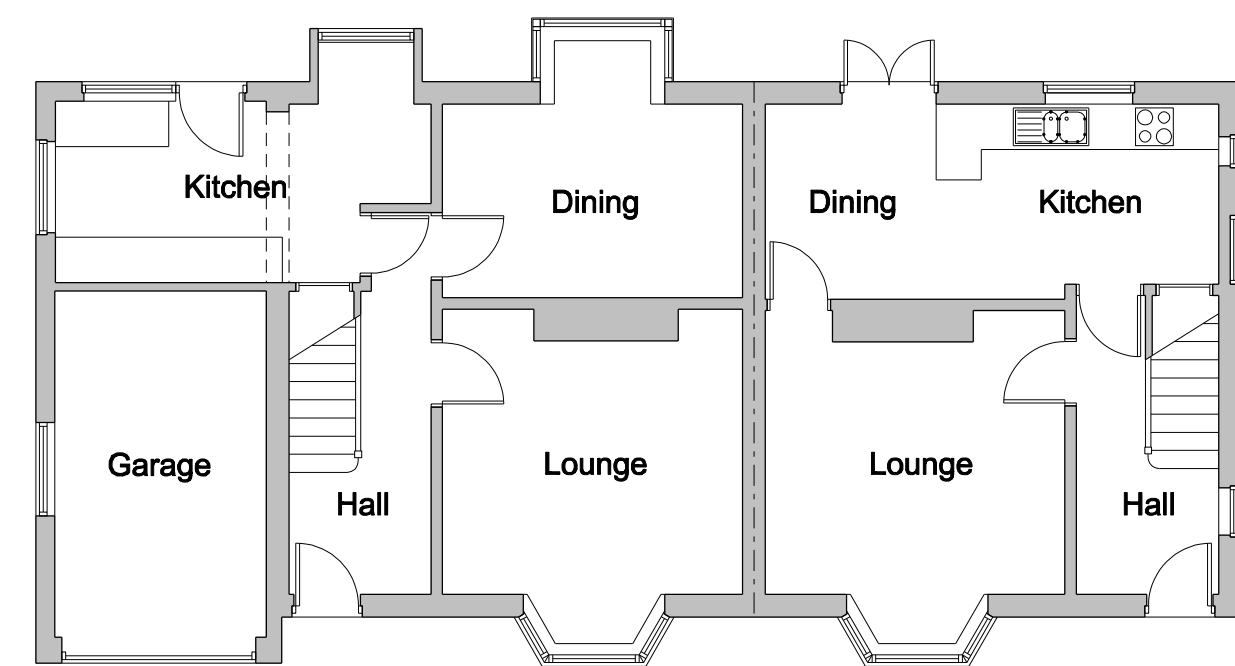 Kitchen
Dining
Dining
Kitchen
Garage
Lounge
Lounge
Hall
Hall